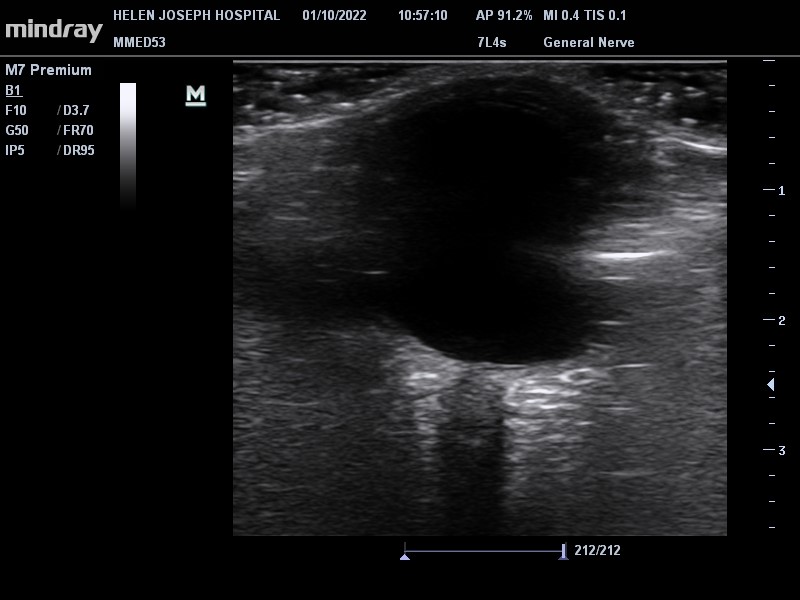 mindray
HELEN JOSEPH HOSPITAL 01/10/2022 10:57:10 AP 91.2% MI 0.4 TIS 0.1
MMED53 7L4s General Nerve
M7 Premium
B1
F10 / D3.7
G50 / FR70
IP5 / DR95
M
1
2
3
212/212